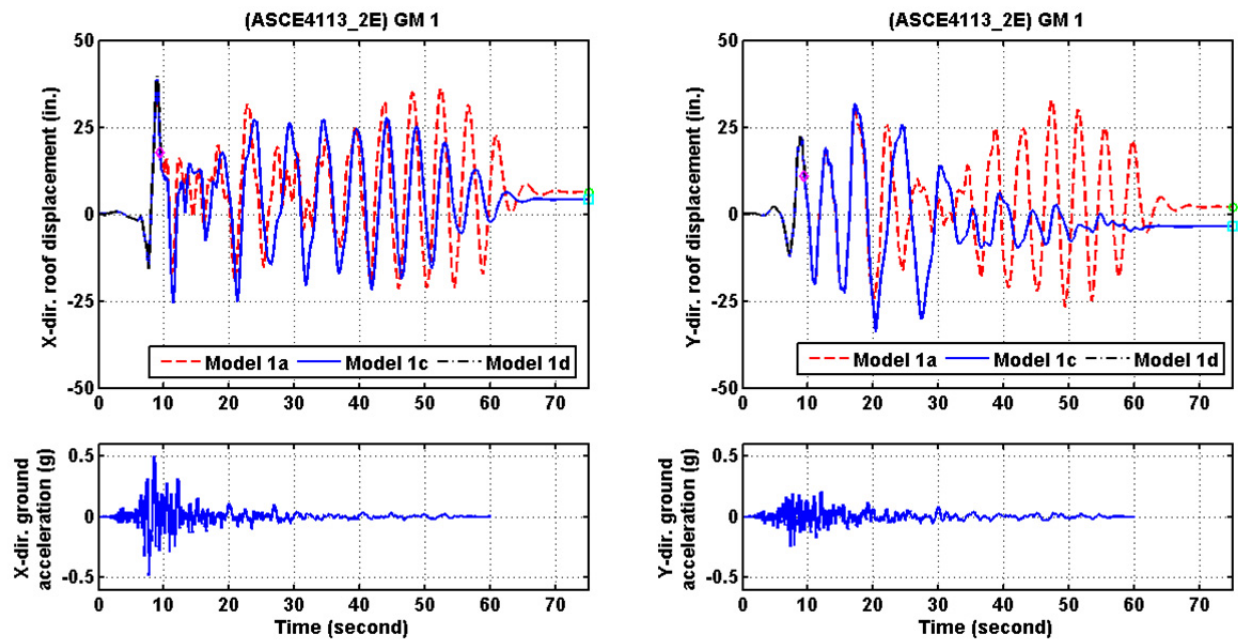 (ASCE4113_2E) GM 1
X-dir. roof displacement (in.)
50
25
0
-25
-50
Model 1a Model 1c Model 1d
0 10 20 30 40 50 60 70
X-dir. ground
acceleration (g)
0.5
0
-0.5
0 10 20 30 40 50 60 70
Time (second)
(ASCE4113_2E) GM 1
Y-dir. roof displacement (in.)
50
25
0
-25
-50
Model 1a Model 1c Model 1d
0 10 20 30 40 50 60 70
Y-dir. ground
acceleration (g)
0.5
0
-0.5
0 10 20 30 40 50 60 70
Time (second)